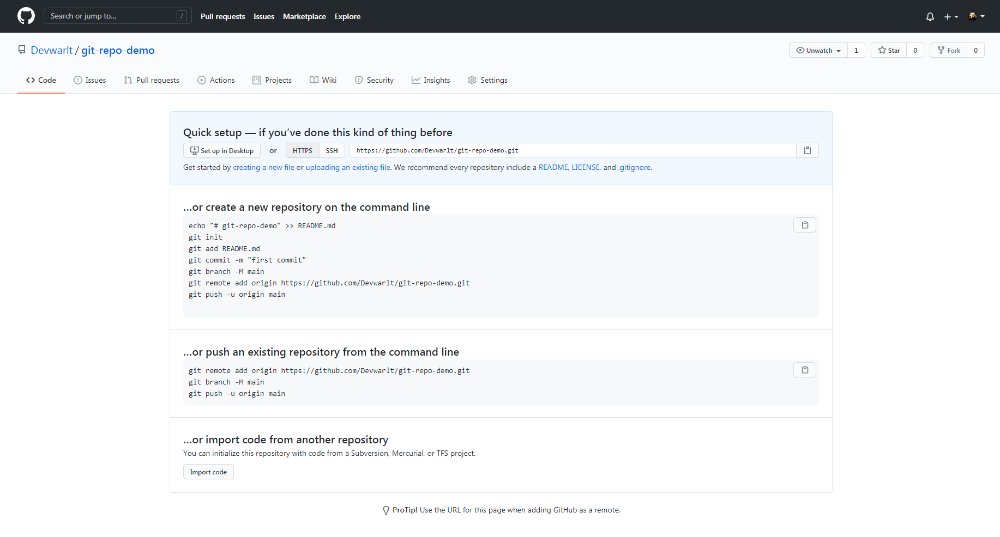 Search or jump to... /
Pull requests Issues Marketplace Explore
Devwarlt / git-repo-demo
Unwatch 1 Star 0 Fork 0
Code Issues Pull requests Actions Projects Wiki Security Insights Settings
Quick setup — if you’ve done this kind of thing before
Set up in Desktop or HTTPS SSH https://github.com/Devwarlt/git-repo-demo.git
Get started by creating a new file or uploading an existing file. We recommend every repository include a README, LICENSE, and .gitignore.
…or create a new repository on the command line
echo "# git-repo-demo" >> README.md
git init
git add README.md
git commit -m "first commit"
git branch -M main
git remote add origin https://github.com/Devwarlt/git-repo-demo.git
git push -u origin main
…or push an existing repository from the command line
git remote add origin https://github.com/Devwarlt/git-repo-demo.git
git branch -M main
git push -u origin main
…or import code from another repository
You can initialize this repository with code from a Subversion, Mercurial, or TFS project.
Import code
ProTip! Use the URL for this page when adding GitHub as a remote.